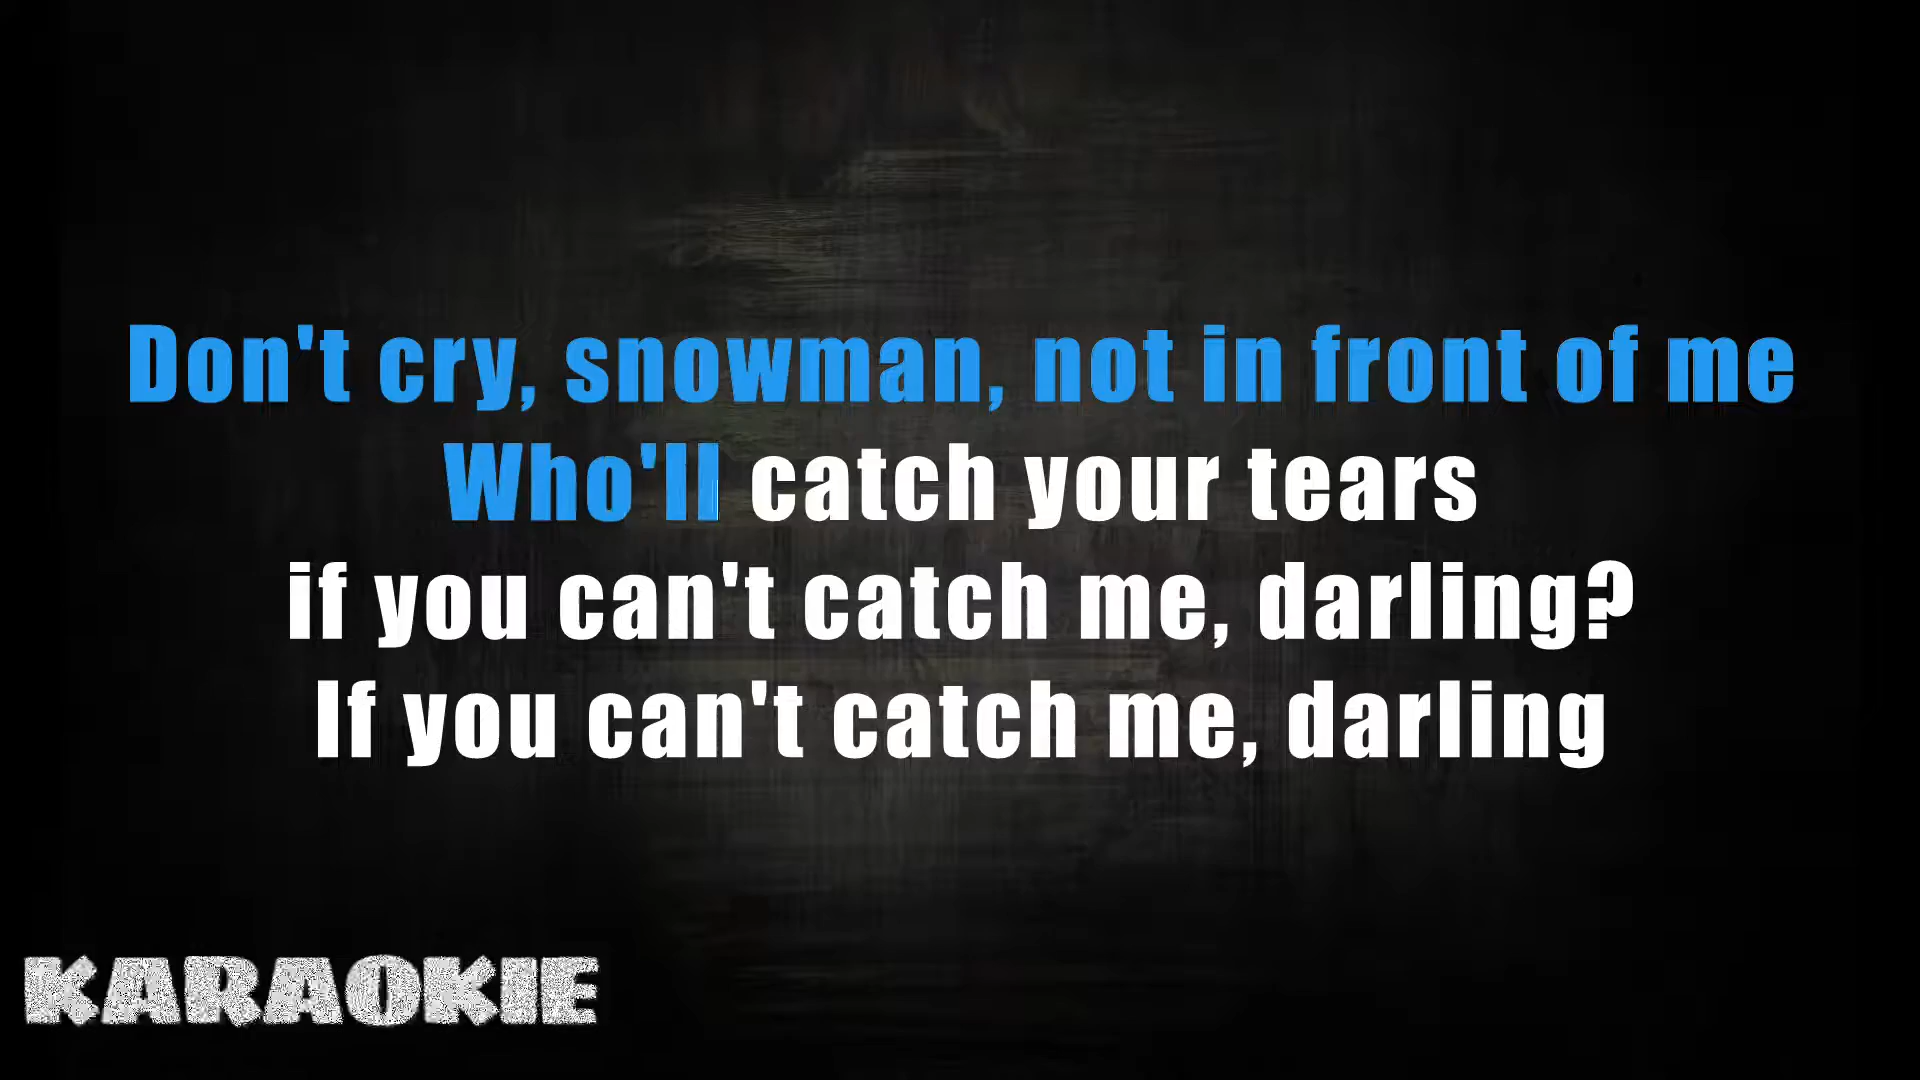 Don't cry, snowman, not in front of me
Who'll catch your tears
if you can't catch me, darling?
If you can't catch me, darling
KARAOKIE